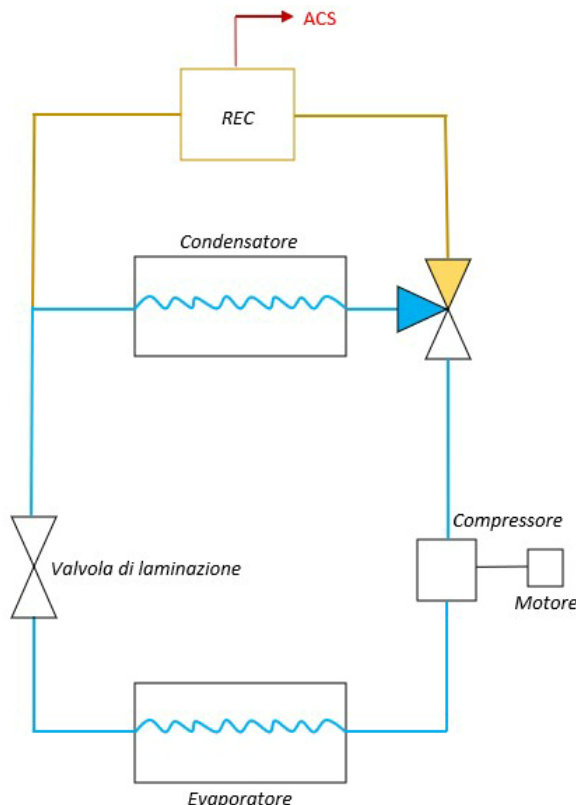 ACS
REC
Condensatore
Compressore
Valvola di laminazione
Motore
Evaporatore